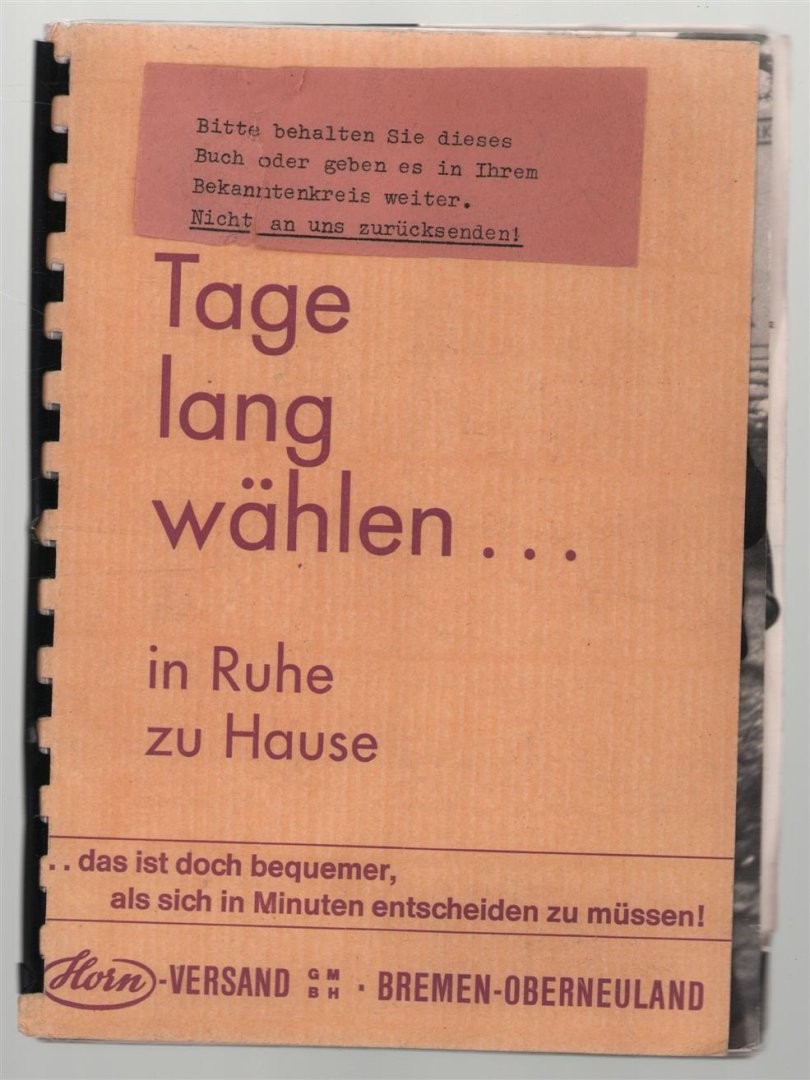 Bitte behalten Sie dieses
Buch oder geben es in Ihrem
Bekanntenkreis weiter.
Nicht an uns zurücksenden!
Tage
lang
wählen ...
in Ruhe
zu Hause
..das ist doch bequemer,
als sich in Minuten entscheiden zu müssen!
Horn-VERSAND GM BH · BREMEN-OBERNEULAND